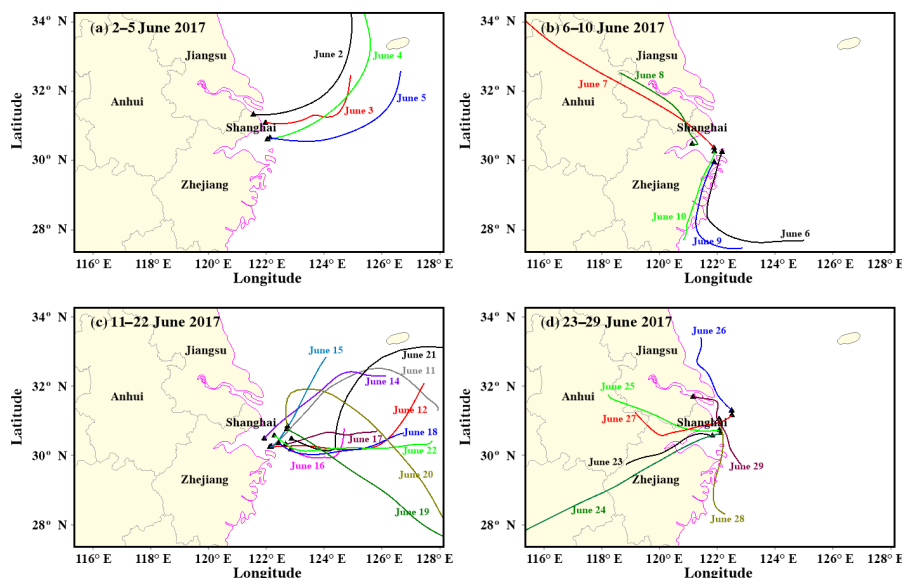 (a) 2–5 June 2017
34° N
32° N
30° N
28° N
Latitude
Jiangsu
Anhui
Shanghai
Zhejiang
June 2
June 4
June 5
June 3
116° E
118° E
120° E
122° E
124° E
126° E
128° E
Longitude
(b) 6–10 June 2017
34° N
32° N
30° N
28° N
Latitude
Jiangsu
Anhui
Shanghai
Zhejiang
June 8
June 7
June 10
June 9
June 6
116° E
118° E
120° E
122° E
124° E
126° E
128° E
Longitude
(c) 11–22 June 2017
34° N
32° N
30° N
28° N
Latitude
Jiangsu
Anhui
Shanghai
Zhejiang
June 15
June 21
June 11
June 14
June 12
June 18
June 17
June 22
June 16
June 20
June 19
116° E
118° E
120° E
122° E
124° E
126° E
128° E
Longitude
(d) 23–29 June 2017
34° N
32° N
30° N
28° N
Latitude
Jiangsu
Anhui
Shanghai
Zhejiang
June 26
June 25
June 27
June 23
June 29
June 24
June 28
116° E
118° E
120° E
122° E
124° E
126° E
128° E
Longitude